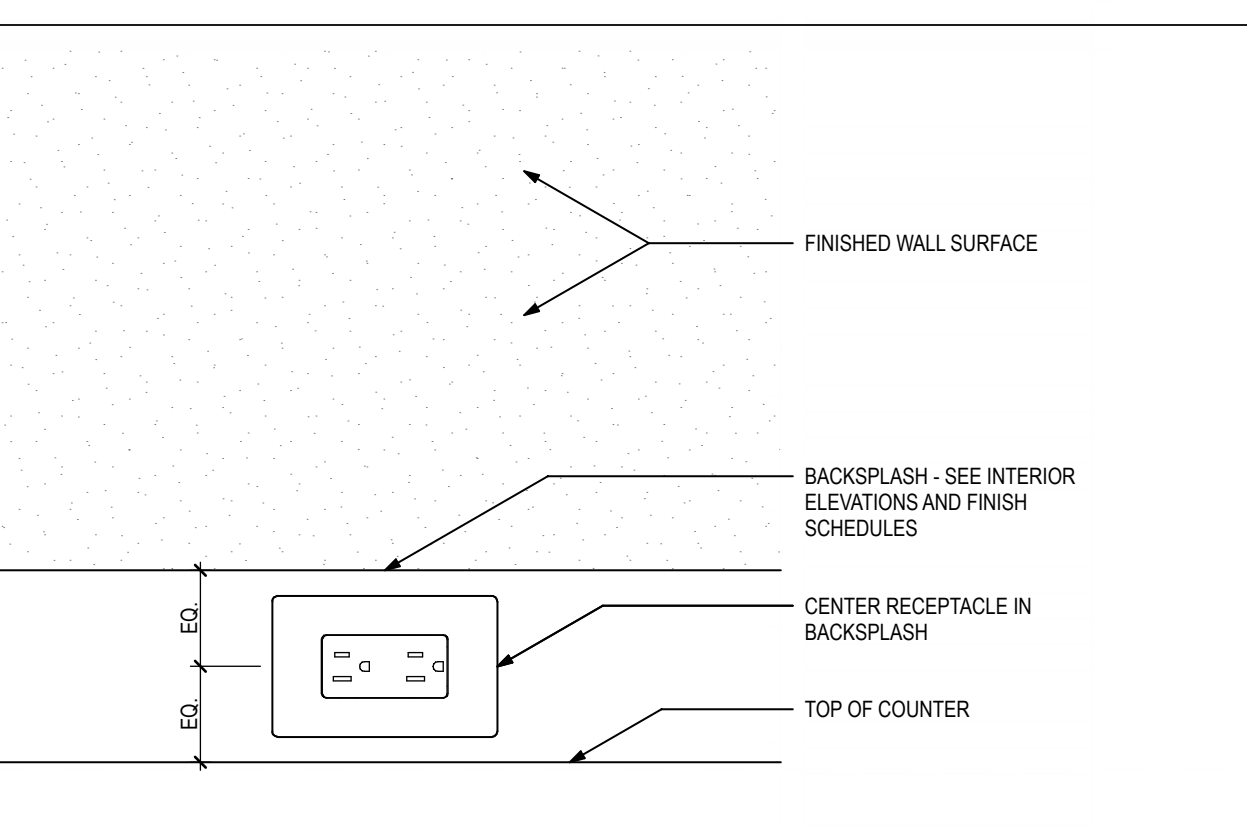 FINISHED WALL SURFACE
BACKSPLASH - SEE INTERIOR
ELEVATIONS AND FINISH
SCHEDULES
EQ.
CENTER RECEPTACLE IN
BACKSPLASH
EQ.
TOP OF COUNTER